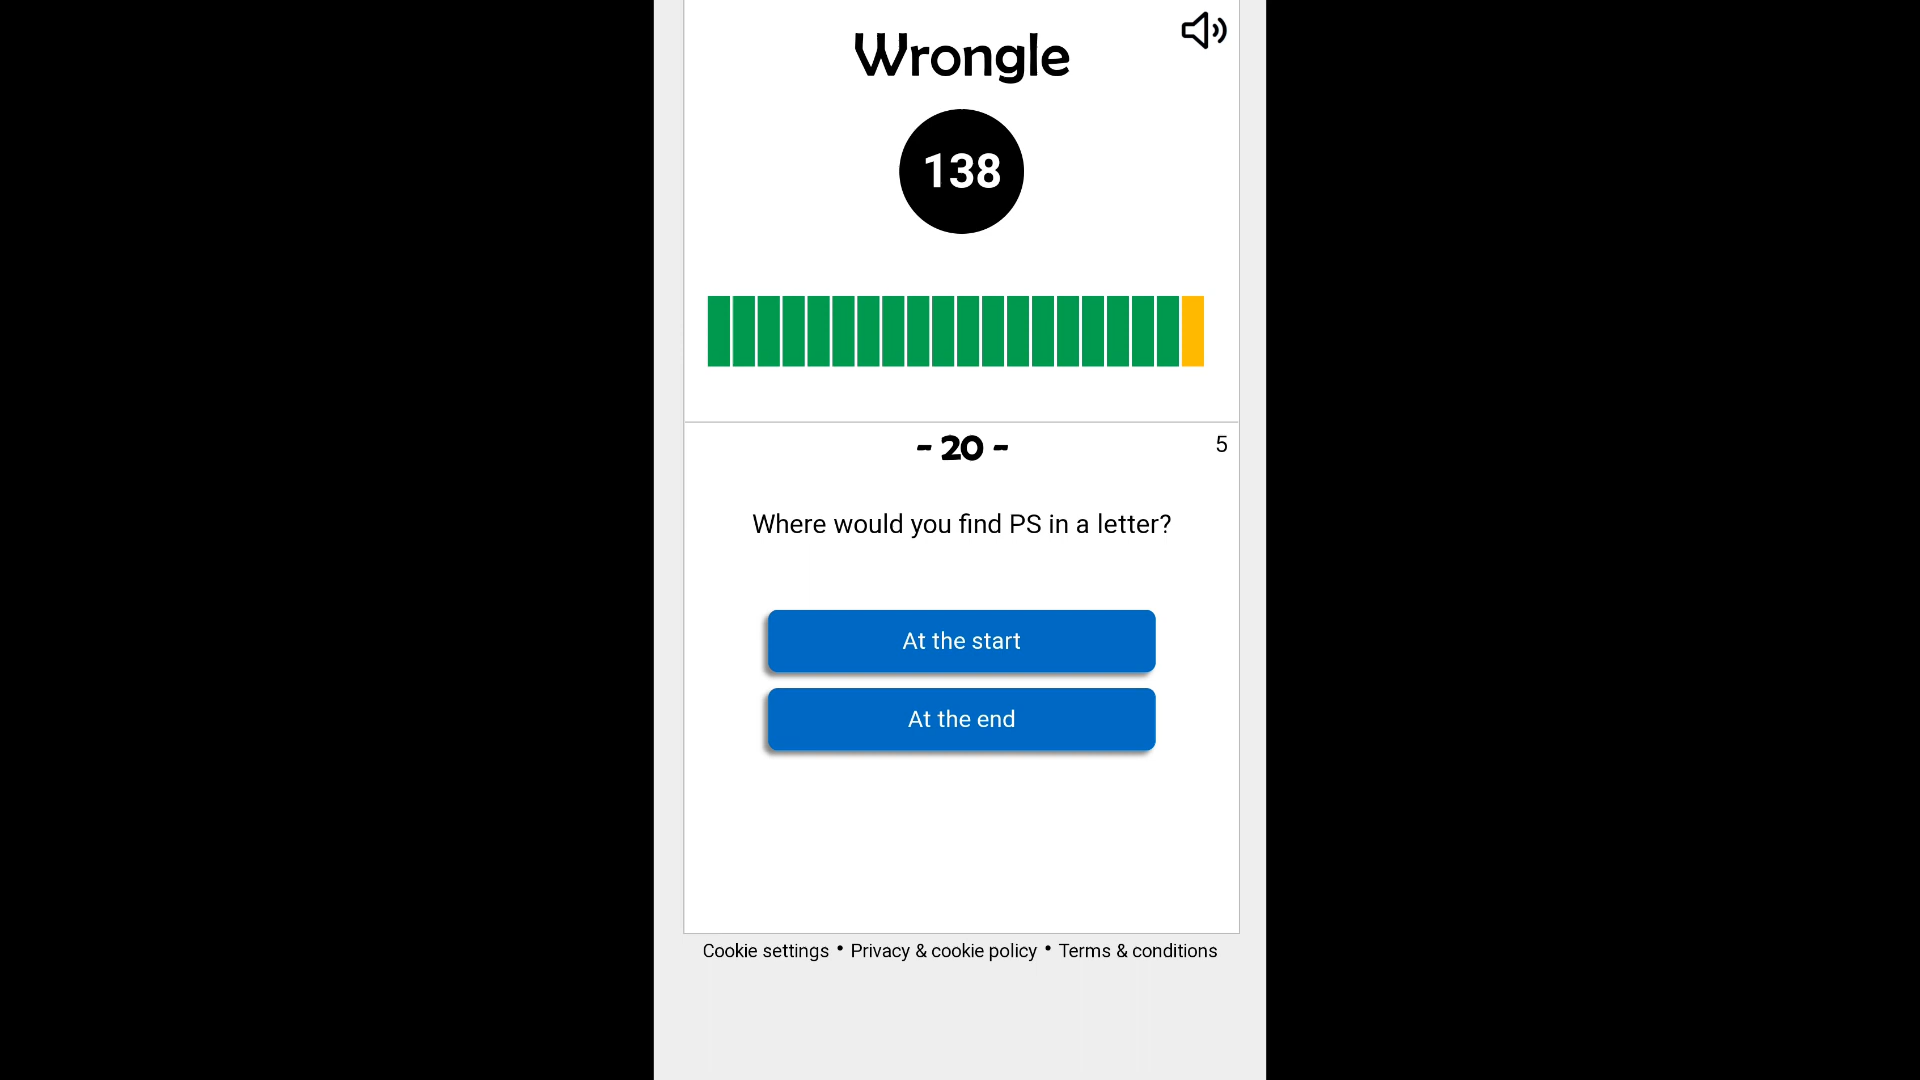 Wrongle
138
- 20 -
5
Where would you find PS in a letter?
At the start
At the end
Cookie settings • Privacy & cookie policy • Terms & conditions